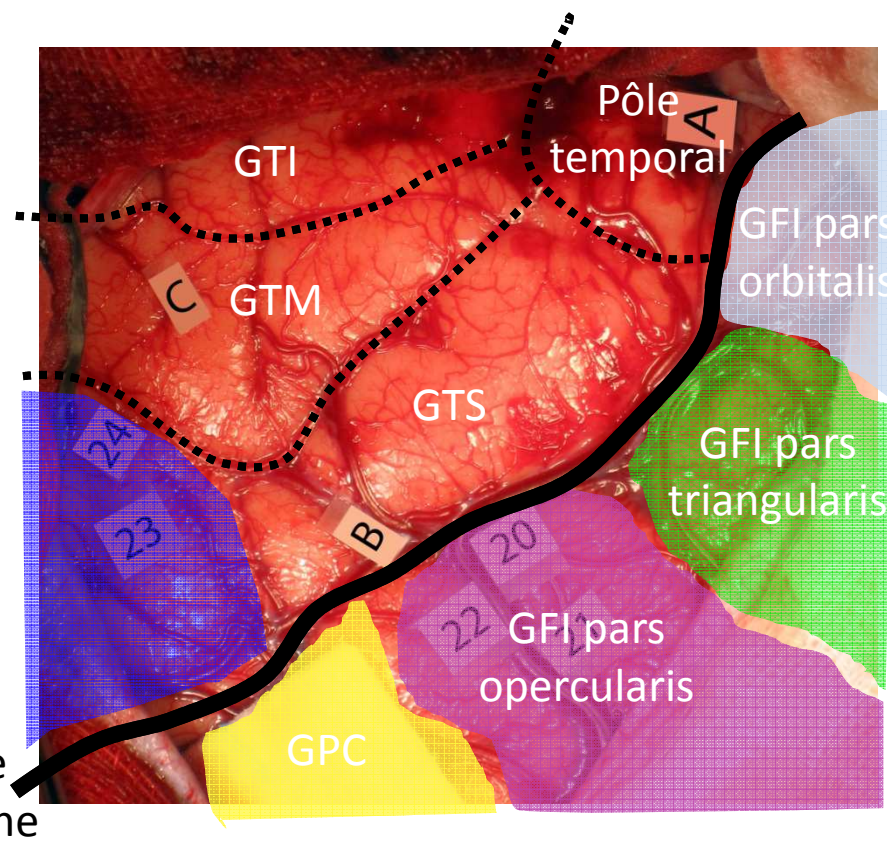 Pôle
temporal
A
GTI
GFI pars
orbitalis
C
GTM
GTS
24
GFI pars
triangularis
23
B
20
22
21
GFI pars
opercularis
GPC